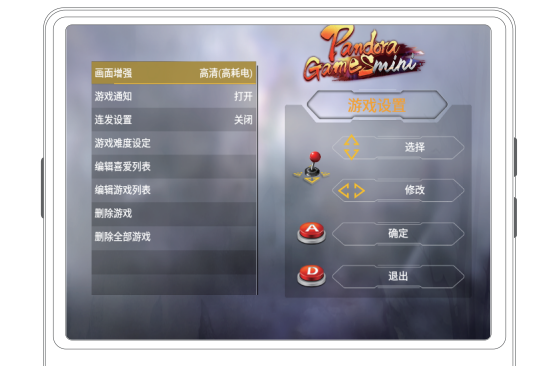 Pandora
Games mini
画面增强 高清(高耗电)
游戏通知 打开
连发设置 关闭
游戏难度设定
编辑喜爱列表
编辑游戏列表
删除游戏
删除全部游戏
游戏设置
选择
修改
A 确定
D 退出